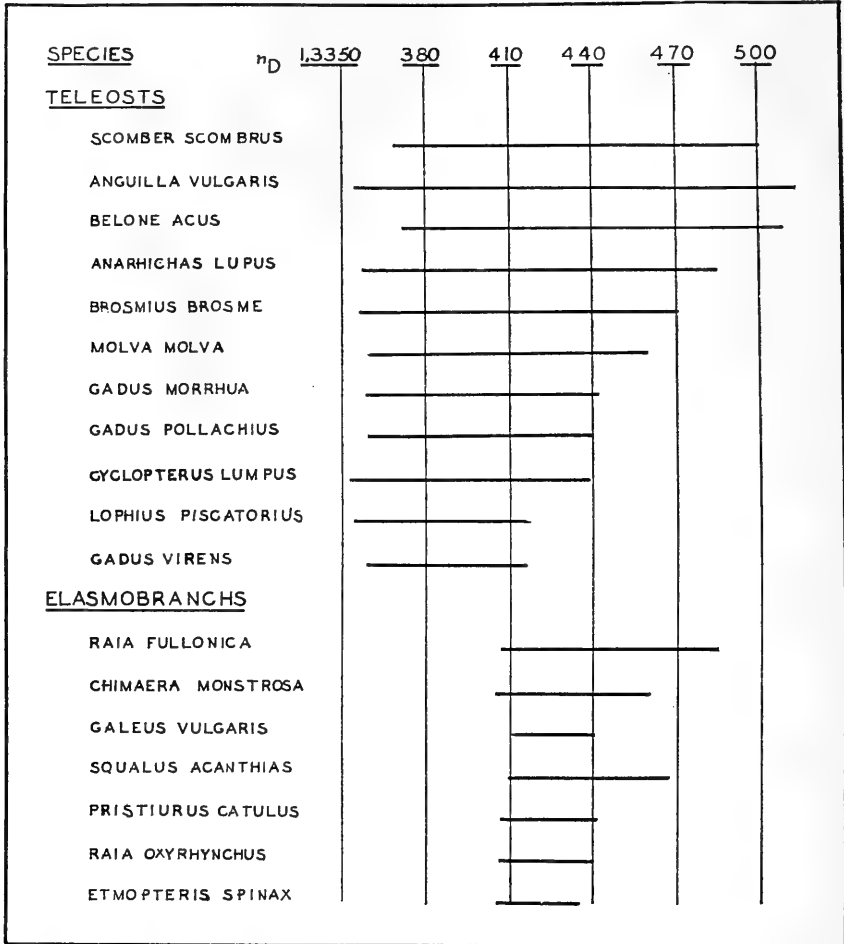 SPECIES nD 1,3350 380 410 440 470 500
TELEOSTS
SCOMBER SCOMBRUS
ANGUILLA VULGARIS
BELONE ACUS
ANARHICHAS LUPUS
BROSMIUS BROSME
MOLVA MOLVA
GADUS MORRHUA
GADUS POLLACHIUS
CYCLOPTERUS LUMPUS
LOPHIUS PISCATORIUS
GADUS VIRENS
ELASMOBRANCHS
RAIA FULLONICA
CHIMAERA MONSTROSA
GALEUS VULGARIS
SQUALUS ACANTHIAS
PRISTIURUS CATULUS
RAIA OXYRHYNCHUS
ETMOPTERIS SPINAX